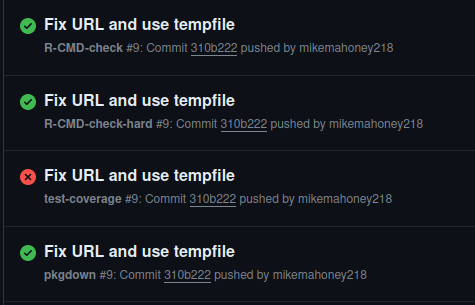 Fix URL and use tempfile
R-CMD-check #9: Commit 310b222 pushed by mikemahoney218
Fix URL and use tempfile
R-CMD-check-hard #9: Commit 310b222 pushed by mikemahoney218
Fix URL and use tempfile
test-coverage #9: Commit 310b222 pushed by mikemahoney218
Fix URL and use tempfile
pkgdown #9: Commit 310b222 pushed by mikemahoney218